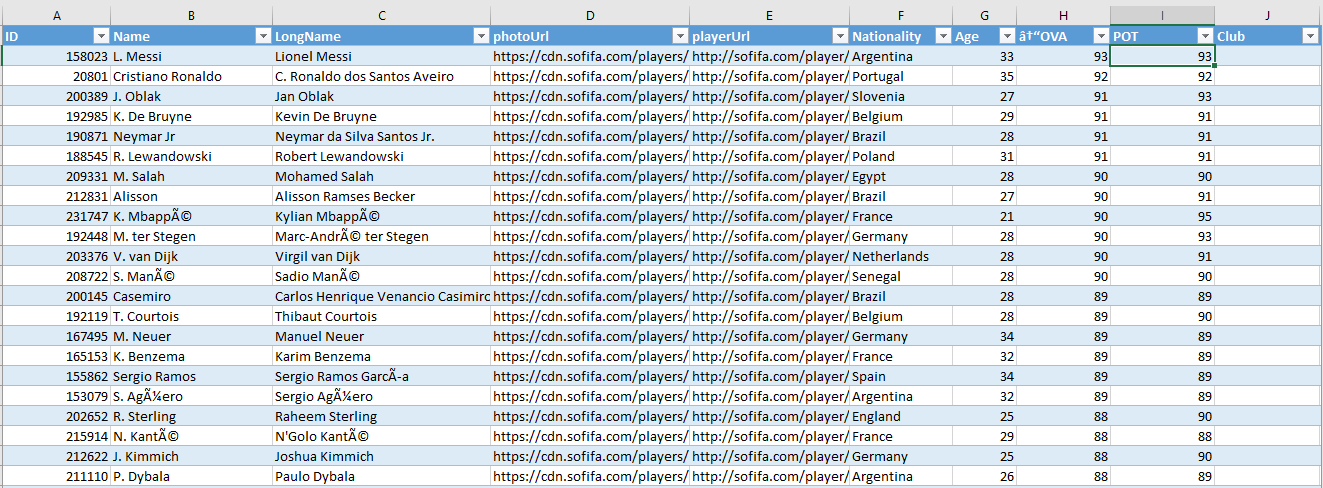 A B C D E F G H I J
ID Name LongName photoUrl playerUrl Nationality Age â†“OVA POT Club
158023 L. Messi Lionel Messi https://cdn.sofifa.com/players/ http://sofifa.com/player/ Argentina 33 93 93
20801 Cristiano Ronaldo C. Ronaldo dos Santos Aveiro https://cdn.sofifa.com/players/ http://sofifa.com/player/ Portugal 35 92 92
200389 J. Oblak Jan Oblak https://cdn.sofifa.com/players/ http://sofifa.com/player/ Slovenia 27 91 93
192985 K. De Bruyne Kevin De Bruyne https://cdn.sofifa.com/players/ http://sofifa.com/player/ Belgium 29 91 91
190871 Neymar Jr Neymar da Silva Santos Jr. https://cdn.sofifa.com/players/ http://sofifa.com/player/ Brazil 28 91 91
188545 R. Lewandowski Robert Lewandowski https://cdn.sofifa.com/players/ http://sofifa.com/player/ Poland 31 91 91
209331 M. Salah Mohamed Salah https://cdn.sofifa.com/players/ http://sofifa.com/player/ Egypt 28 90 90
212831 Alisson Alisson Ramses Becker https://cdn.sofifa.com/players/ http://sofifa.com/player/ Brazil 27 90 91
231747 K. MbappÃ© Kylian MbappÃ© https://cdn.sofifa.com/players/ http://sofifa.com/player/ France 21 90 95
192448 M. ter Stegen Marc-AndrÃ© ter Stegen https://cdn.sofifa.com/players/ http://sofifa.com/player/ Germany 28 90 93
203376 V. van Dijk Virgil van Dijk https://cdn.sofifa.com/players/ http://sofifa.com/player/ Netherlands 28 90 91
208722 S. ManÃ© Sadio ManÃ© https://cdn.sofifa.com/players/ http://sofifa.com/player/ Senegal 28 90 90
200145 Casemiro Carlos Henrique Venancio Casimiro https://cdn.sofifa.com/players/ http://sofifa.com/player/ Brazil 28 89 89
192119 T. Courtois Thibaut Courtois https://cdn.sofifa.com/players/ http://sofifa.com/player/ Belgium 28 89 90
167495 M. Neuer Manuel Neuer https://cdn.sofifa.com/players/ http://sofifa.com/player/ Germany 34 89 89
165153 K. Benzema Karim Benzema https://cdn.sofifa.com/players/ http://sofifa.com/player/ France 32 89 89
155862 Sergio Ramos Sergio Ramos GarcÃ-a https://cdn.sofifa.com/players/ http://sofifa.com/player/ Spain 34 89 89
153079 S. AgÃ¼ero Sergio AgÃ¼ero https://cdn.sofifa.com/players/ http://sofifa.com/player/ Argentina 32 89 89
202652 R. Sterling Raheem Sterling https://cdn.sofifa.com/players/ http://sofifa.com/player/ England 25 88 90
215914 N. KantÃ© N'Golo KantÃ© https://cdn.sofifa.com/players/ http://sofifa.com/player/ France 29 88 88
212622 J. Kimmich Joshua Kimmich https://cdn.sofifa.com/players/ http://sofifa.com/player/ Germany 25 88 90
211110 P. Dybala Paulo Dybala https://cdn.sofifa.com/players/ http://sofifa.com/player/ Argentina 26 88 89